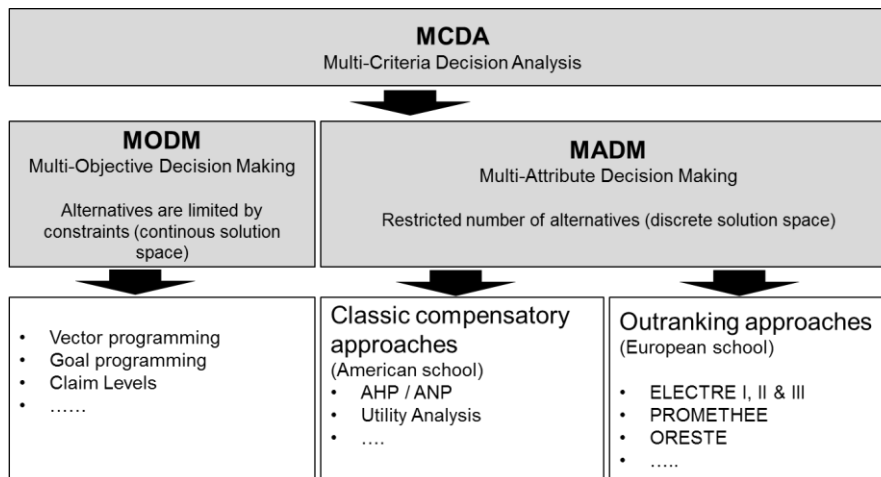 MCDA
Multi-Criteria Decision Analysis
MODM
Multi-Objective Decision Making
Alternatives are limited by
constraints (continous solution
space)
MADM
Multi-Attribute Decision Making
Restricted number of alternatives (discrete solution space)
• Vector programming
• Goal programming
• Claim Levels
• ......
Classic compensatory
approaches
(American school)
• AHP / ANP
• Utility Analysis
• ....
Outranking approaches
(European school)
• ELECTRE I, II & III
• PROMETHEE
• ORESTE
• .....